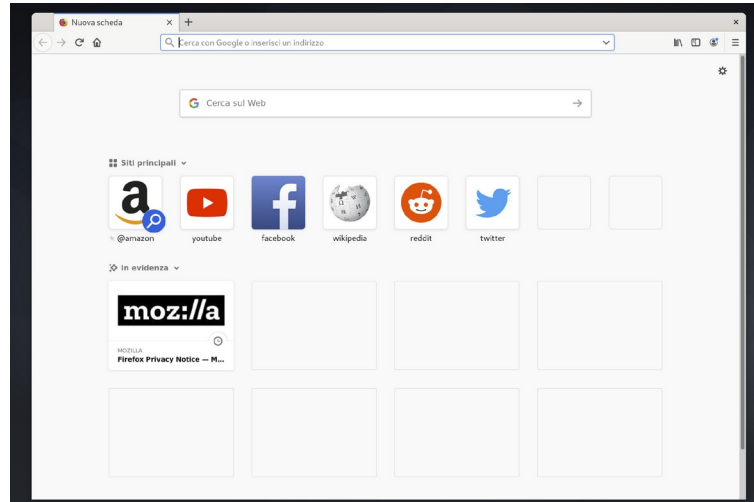 Nuova scheda
Cerca con Google o inserisci un indirizzo
Cerca sul Web
Siti principali
a
@amazon
youtube
f
facebook
wikipedia
reddit
twitter
In evidenza
moz://a
MOZILLA
Firefox Privacy Notice — M...